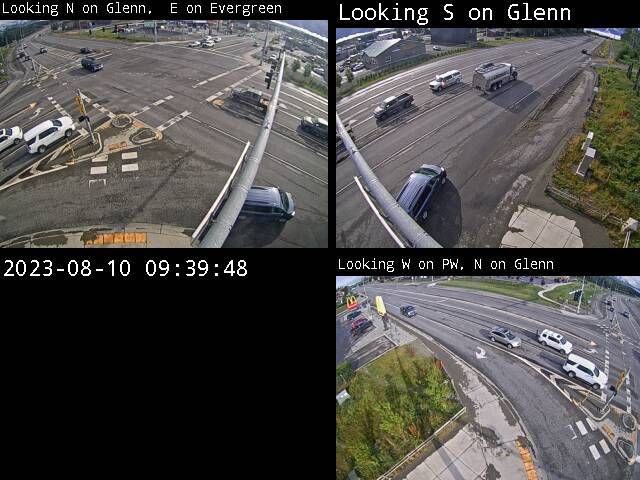 Looking N on Glenn,  E on Evergreen
Looking S on Glenn
2023-08-10 09:39:48
Looking W on PW, N on Glenn